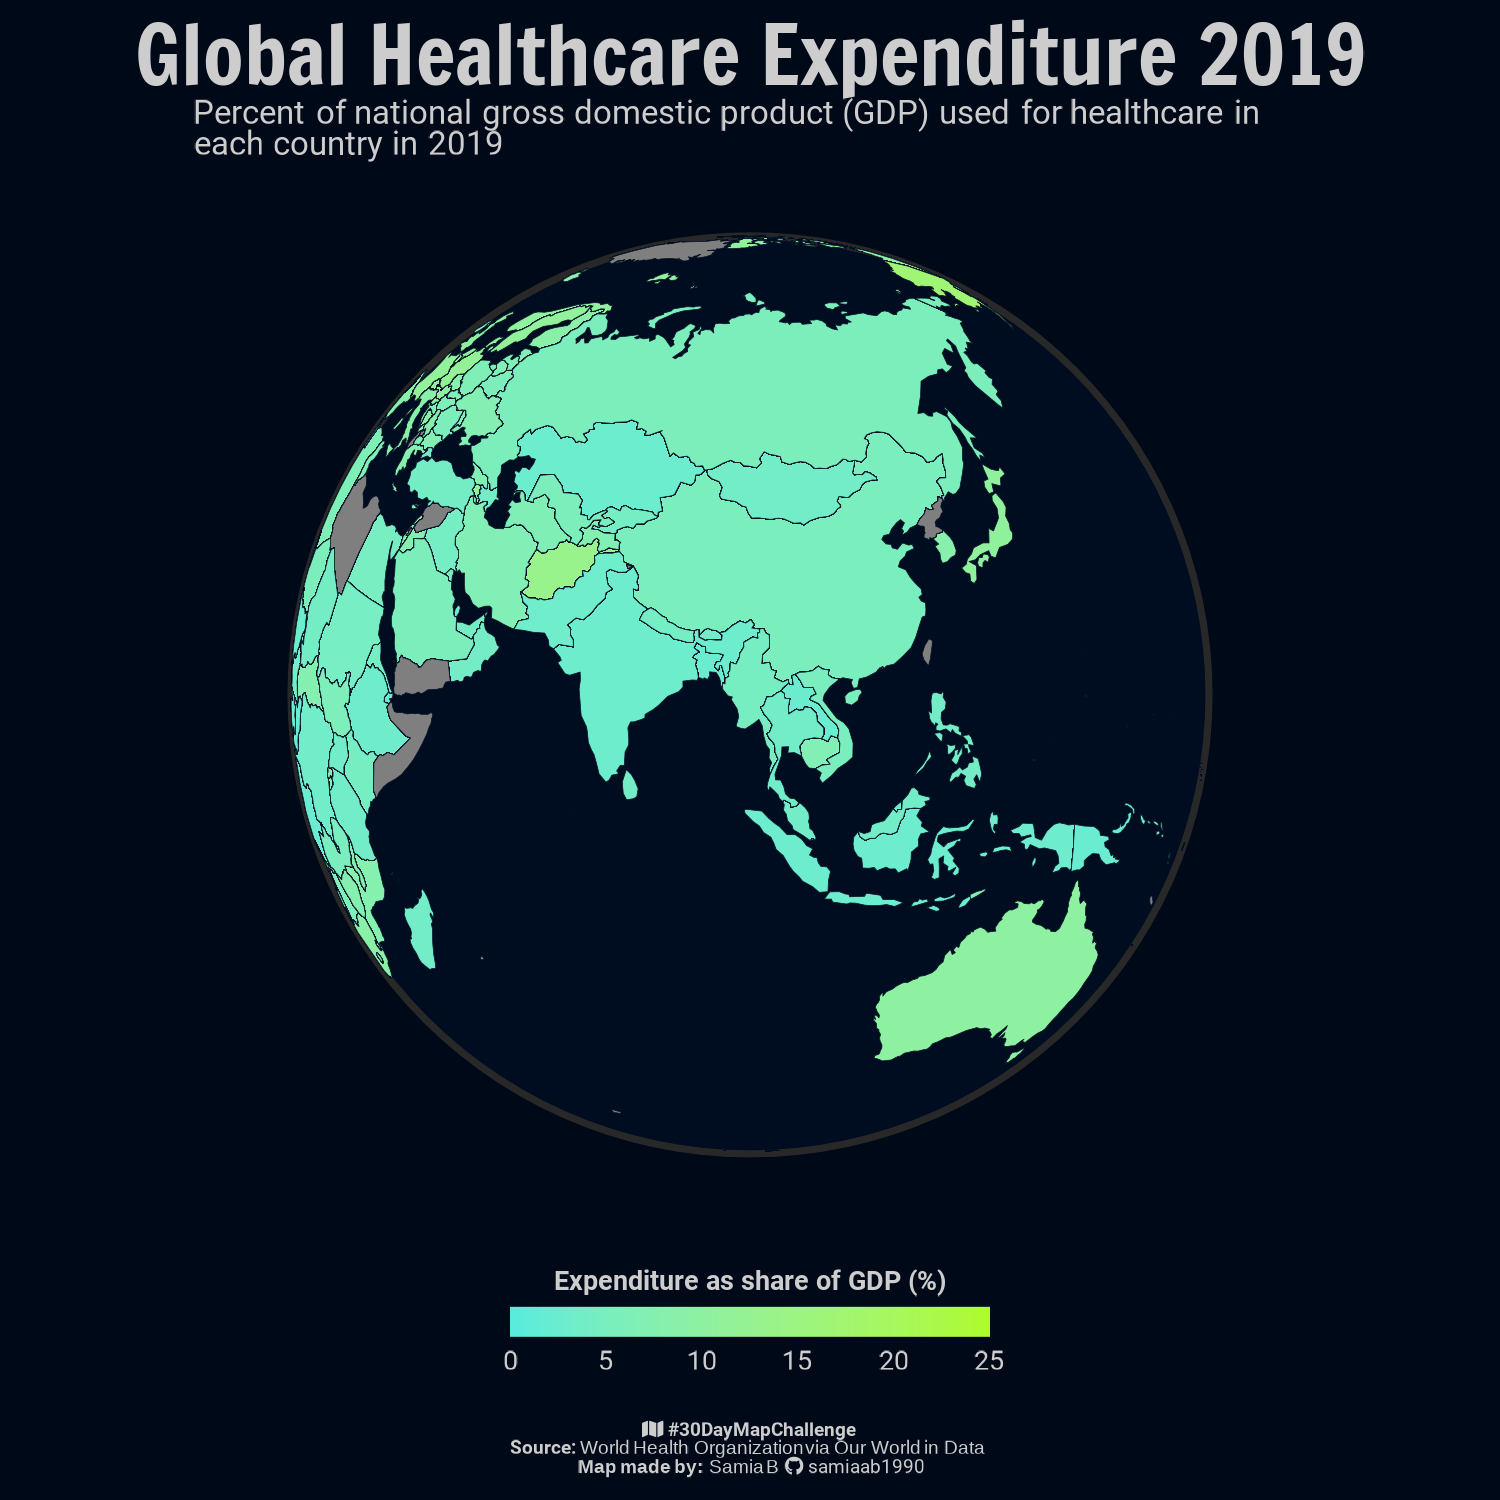 Global Healthcare Expenditure 2019
Percent of national gross domestic product (GDP) used for healthcare in
each country in 2019
Expenditure as share of GDP (%)
0 5 10 15 20 25
#30DayMapChallenge
Source: World Health Organization via Our World in Data
Map made by: Samia B samiaab1990